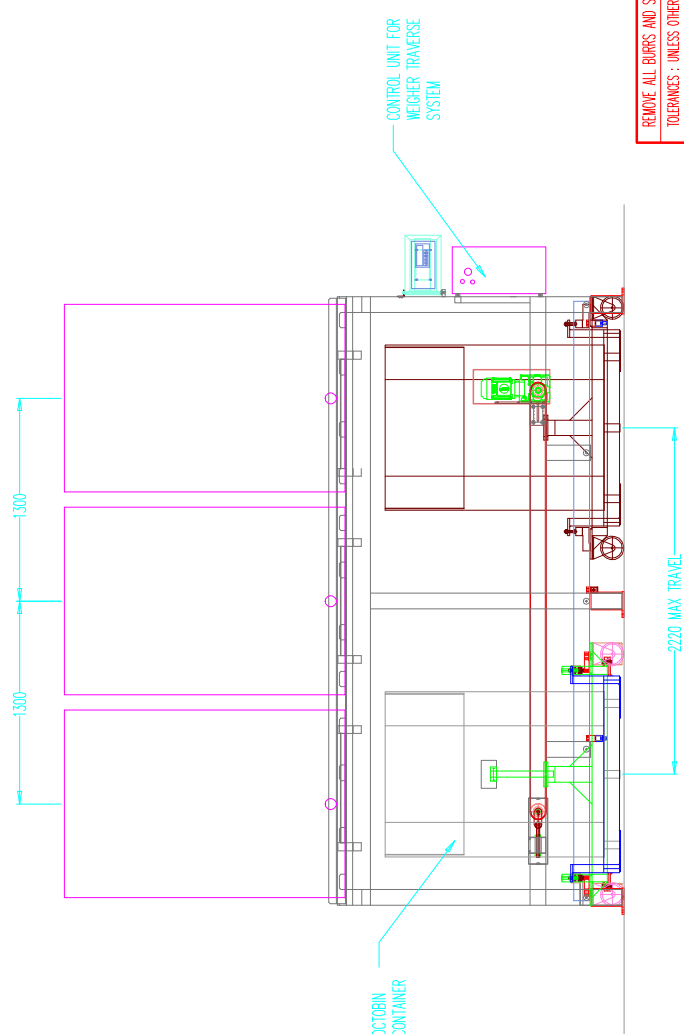 REMOVE ALL BURRS AND S
TOLERANCES : UNLESS OTHER
CONTROL UNIT FOR
WEIGHER TRAVERSE
SYSTEM
1300
1300
2220 MAX TRAVEL
OCTOBIN
CONTAINER